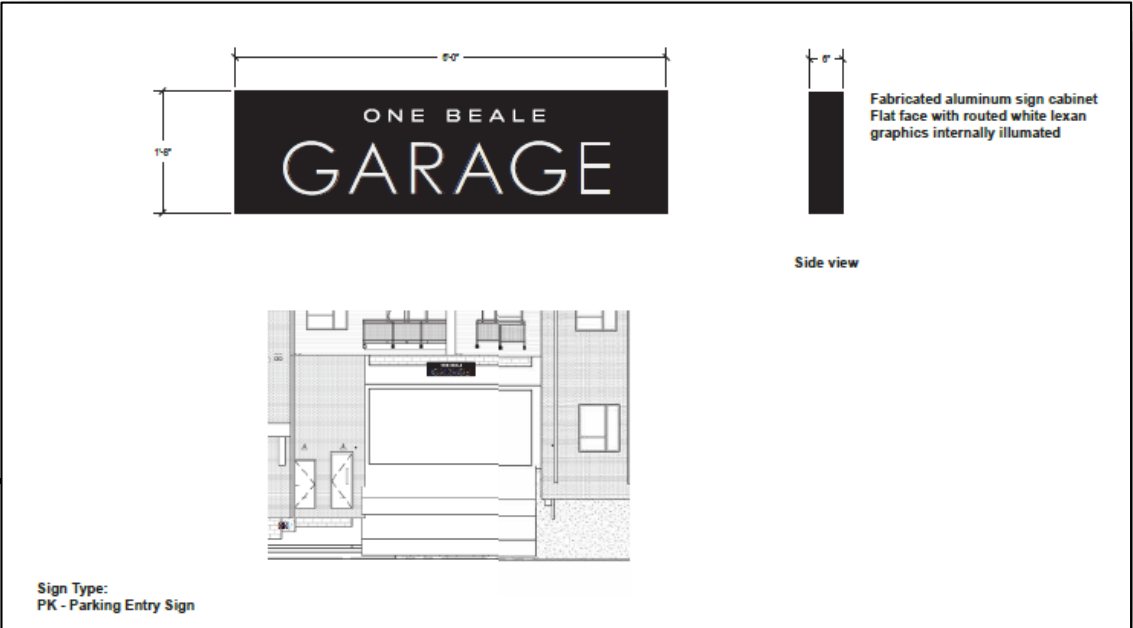 6'-0"
6"
ONE BEALE
GARAGE
1'-8"
Fabricated aluminum sign cabinet
Flat face with routed white lexan
graphics internally illumated
Side view
Sign Type:
PK - Parking Entry Sign